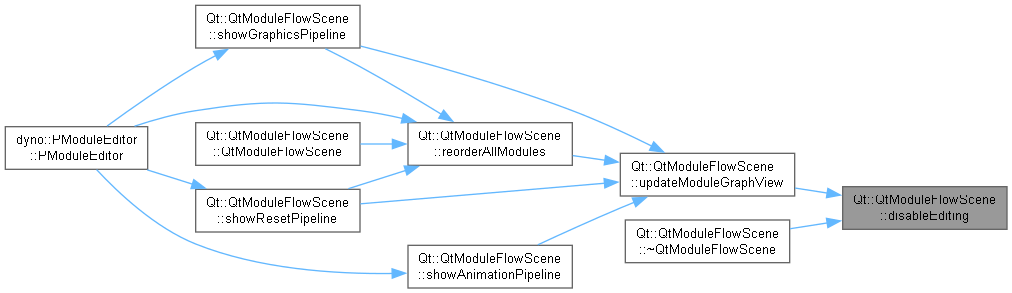 Qt::QtModuleFlowScene
::showGraphicsPipeline
dyno::PModuleEditor
::PModuleEditor
Qt::QtModuleFlowScene
::QtModuleFlowScene
Qt::QtModuleFlowScene
::reorderAllModules
Qt::QtModuleFlowScene
::updateModuleGraphView
Qt::QtModuleFlowScene
::disableEditing
Qt::QtModuleFlowScene
::showResetPipeline
Qt::QtModuleFlowScene
::~QtModuleFlowScene
Qt::QtModuleFlowScene
::showAnimationPipeline